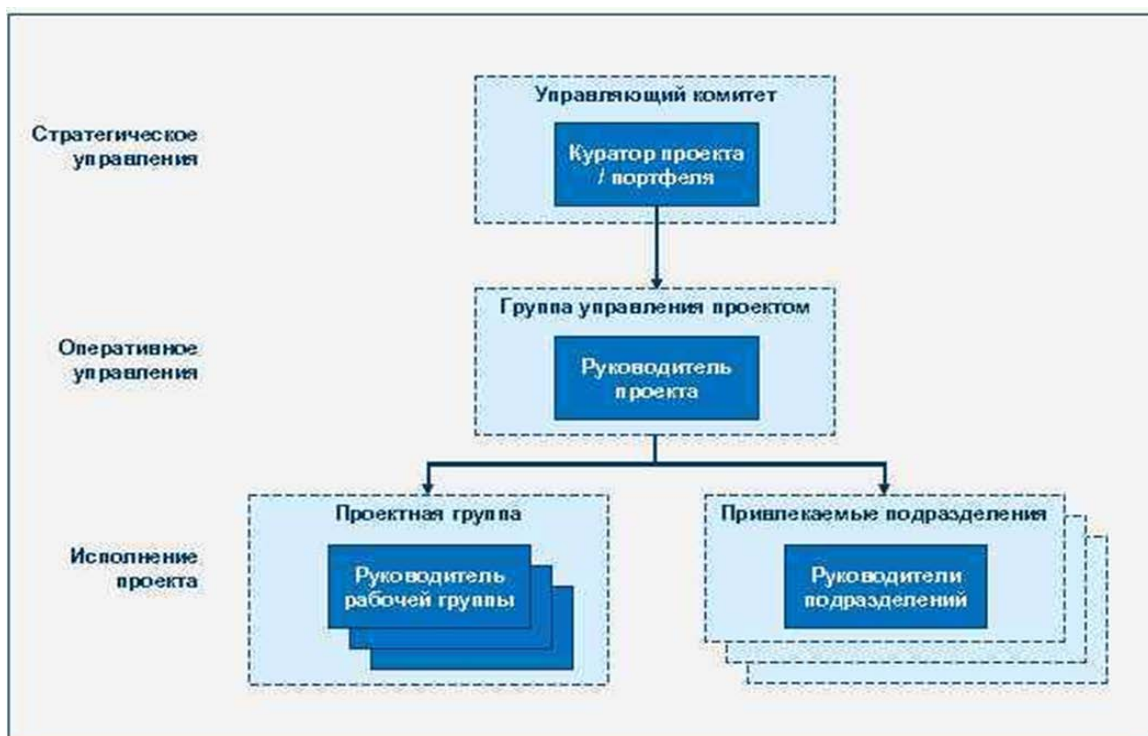 Управляющий комитет
Стратегическое
управления
Куратор проекта
/ портфеля
Группа управления проектом
Оперативное
управления
Руководитель
проекта
Проектная группа
Привлекаемые подразделения
Исполнение
проекта
Руководитель
рабочей группы
Руководители
подразделений